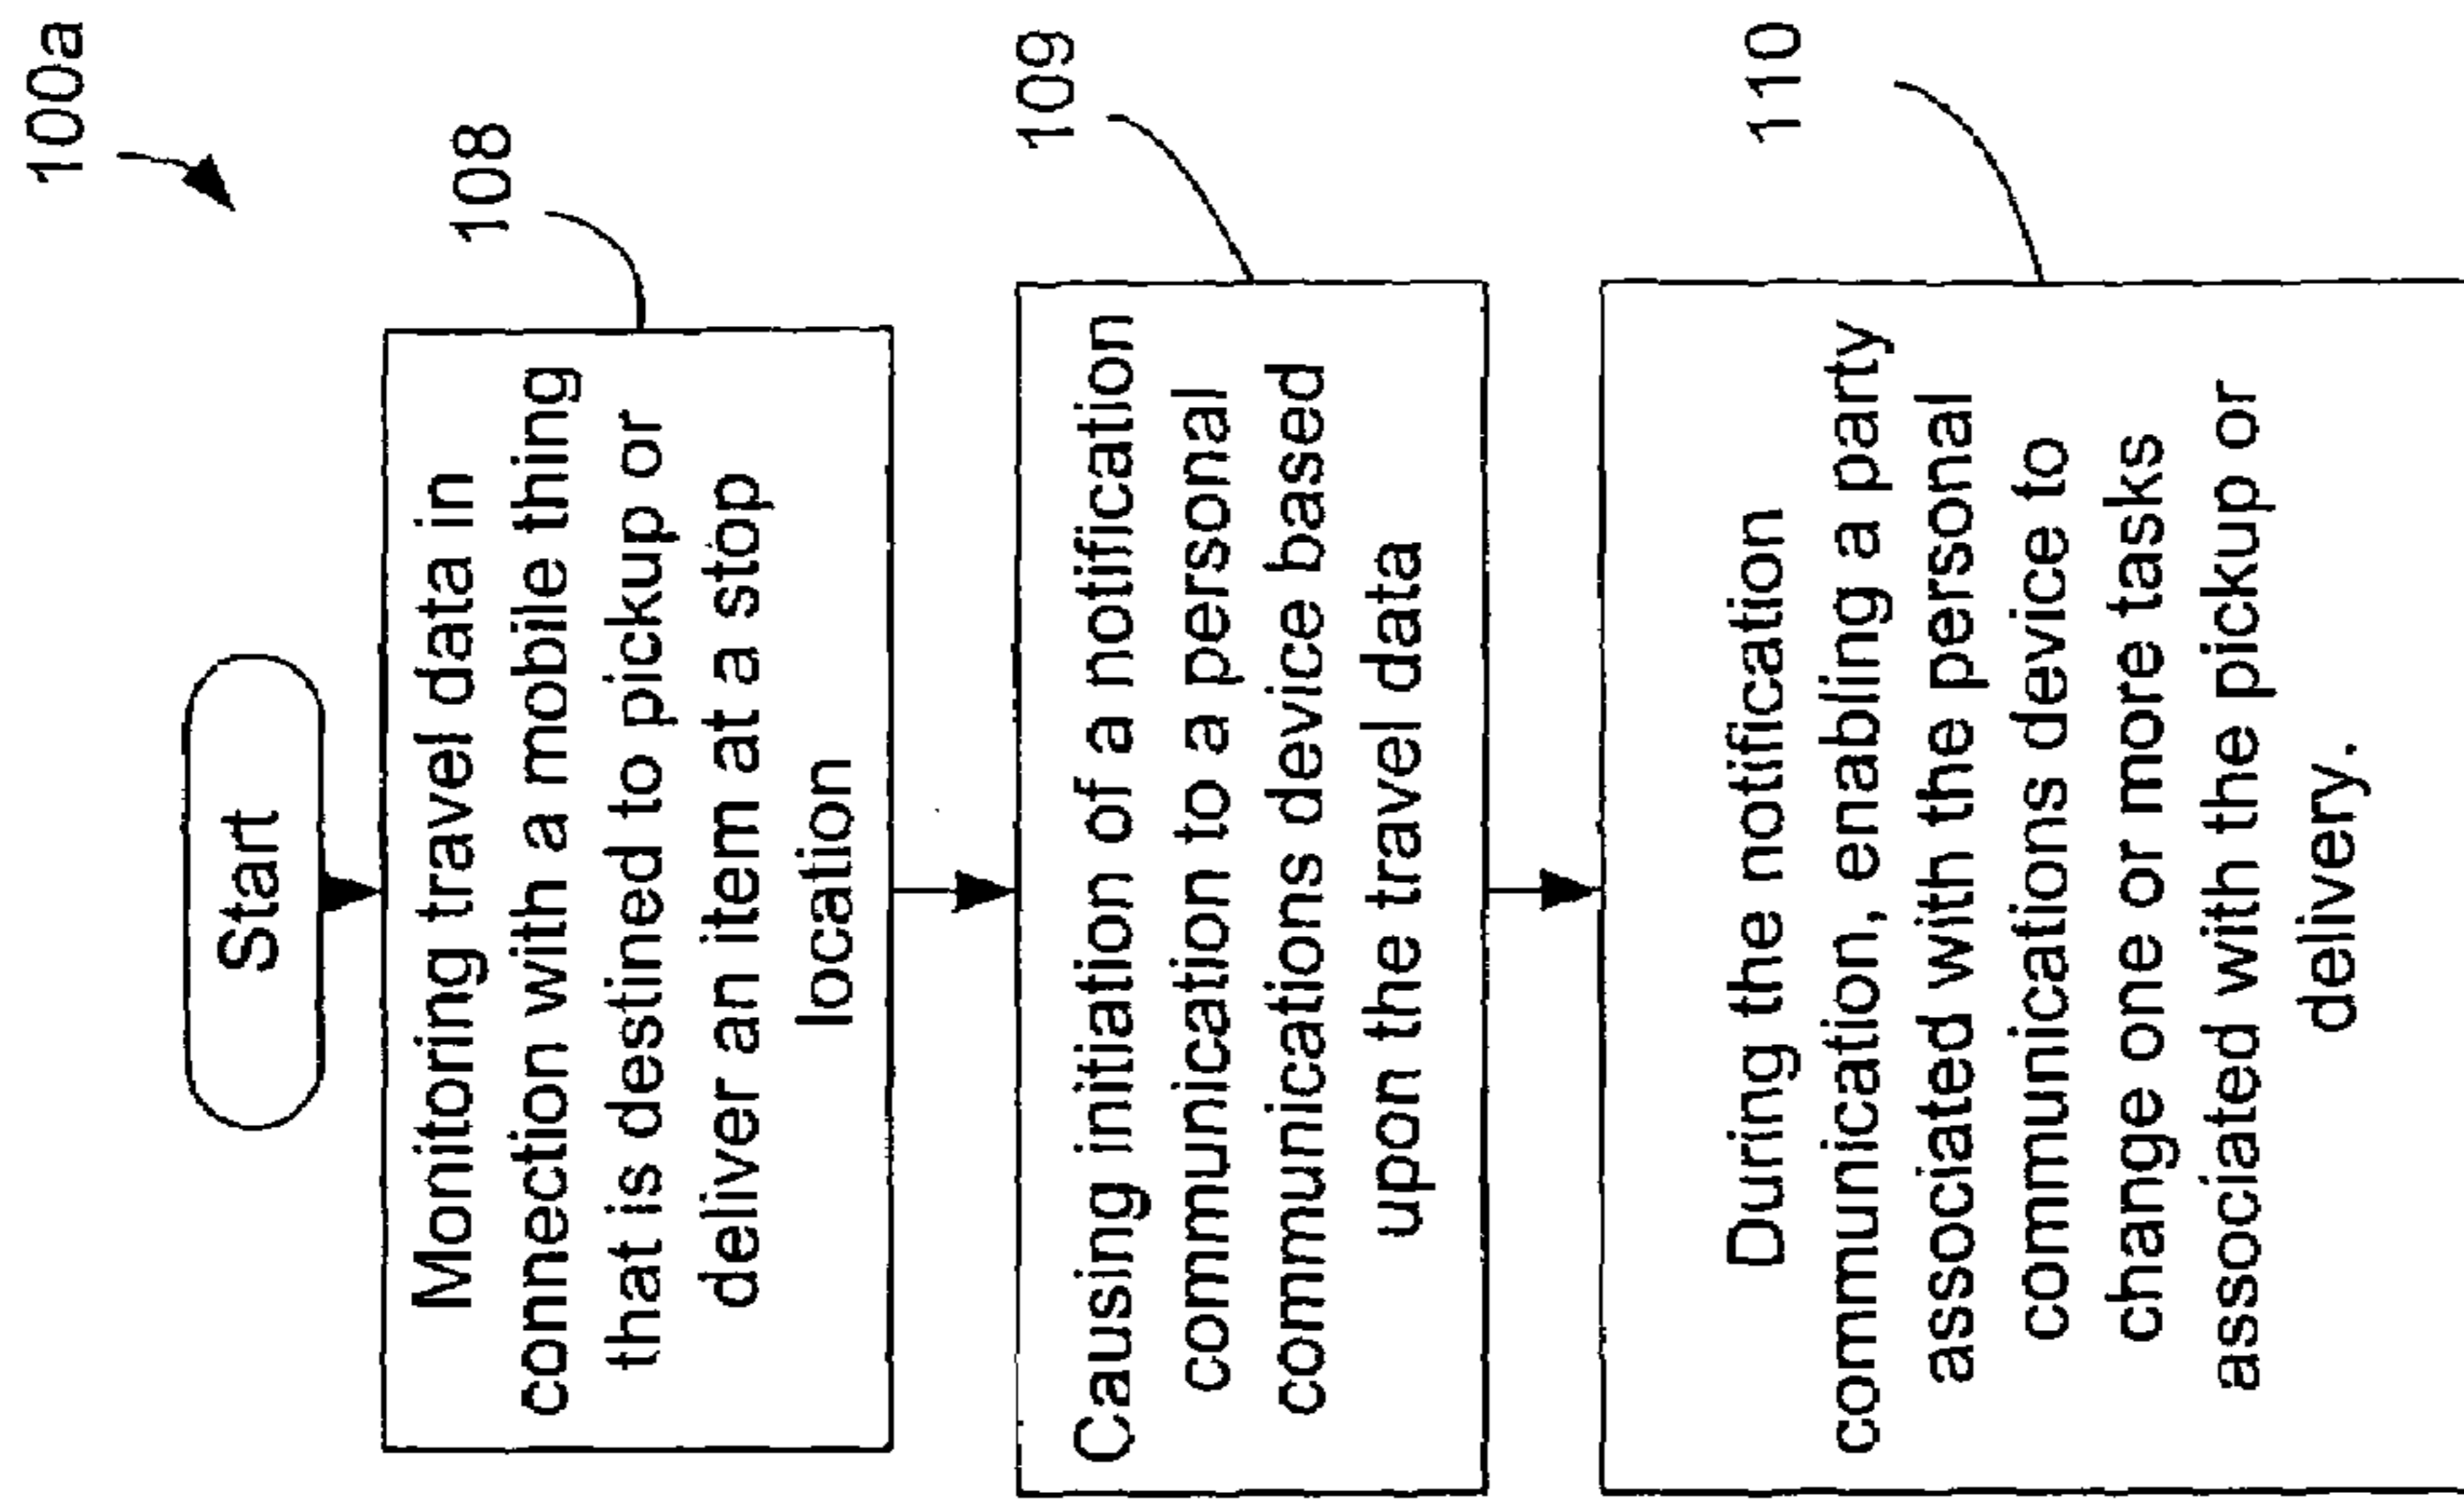 100a
Start
108
Monitoring travel data in
connection with a mobile thing
that is destined to pickup or
deliver an item at a stop
location
109
Causing initiation of a notification
communication to a personal
communications device based
upon the travel data
110
During the notification
communication, enabling a party
associated with the personal
communications device to
change one or more tasks
associated with the pickup or
delivery.